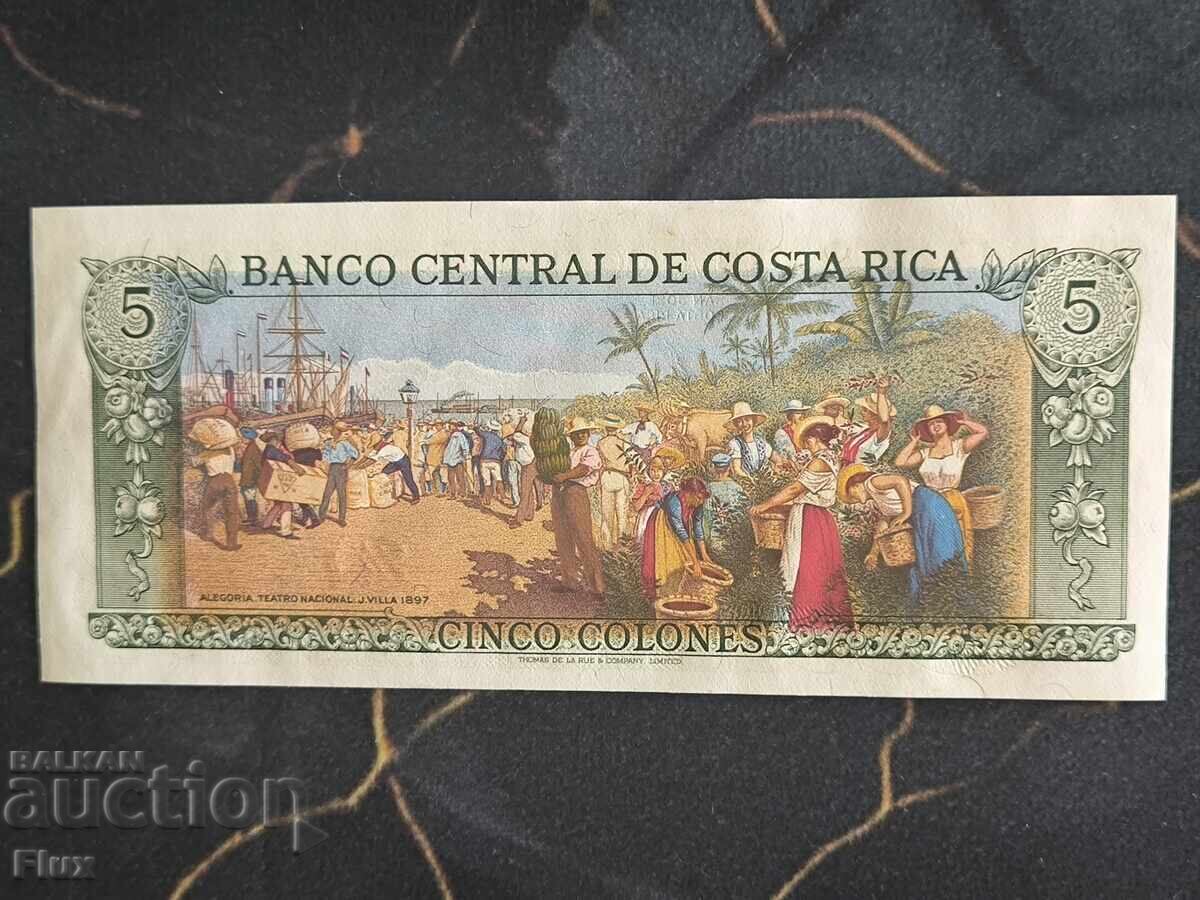 BANCO CENTRAL DE COSTA RICA
5
5
ALEGORIA TEATRO NACIONAL J.VILLA 1897
CINCO COLONES
THOMAS DE LA RUE & COMPANY, LIMITED.
BALKAN
auction
Flux